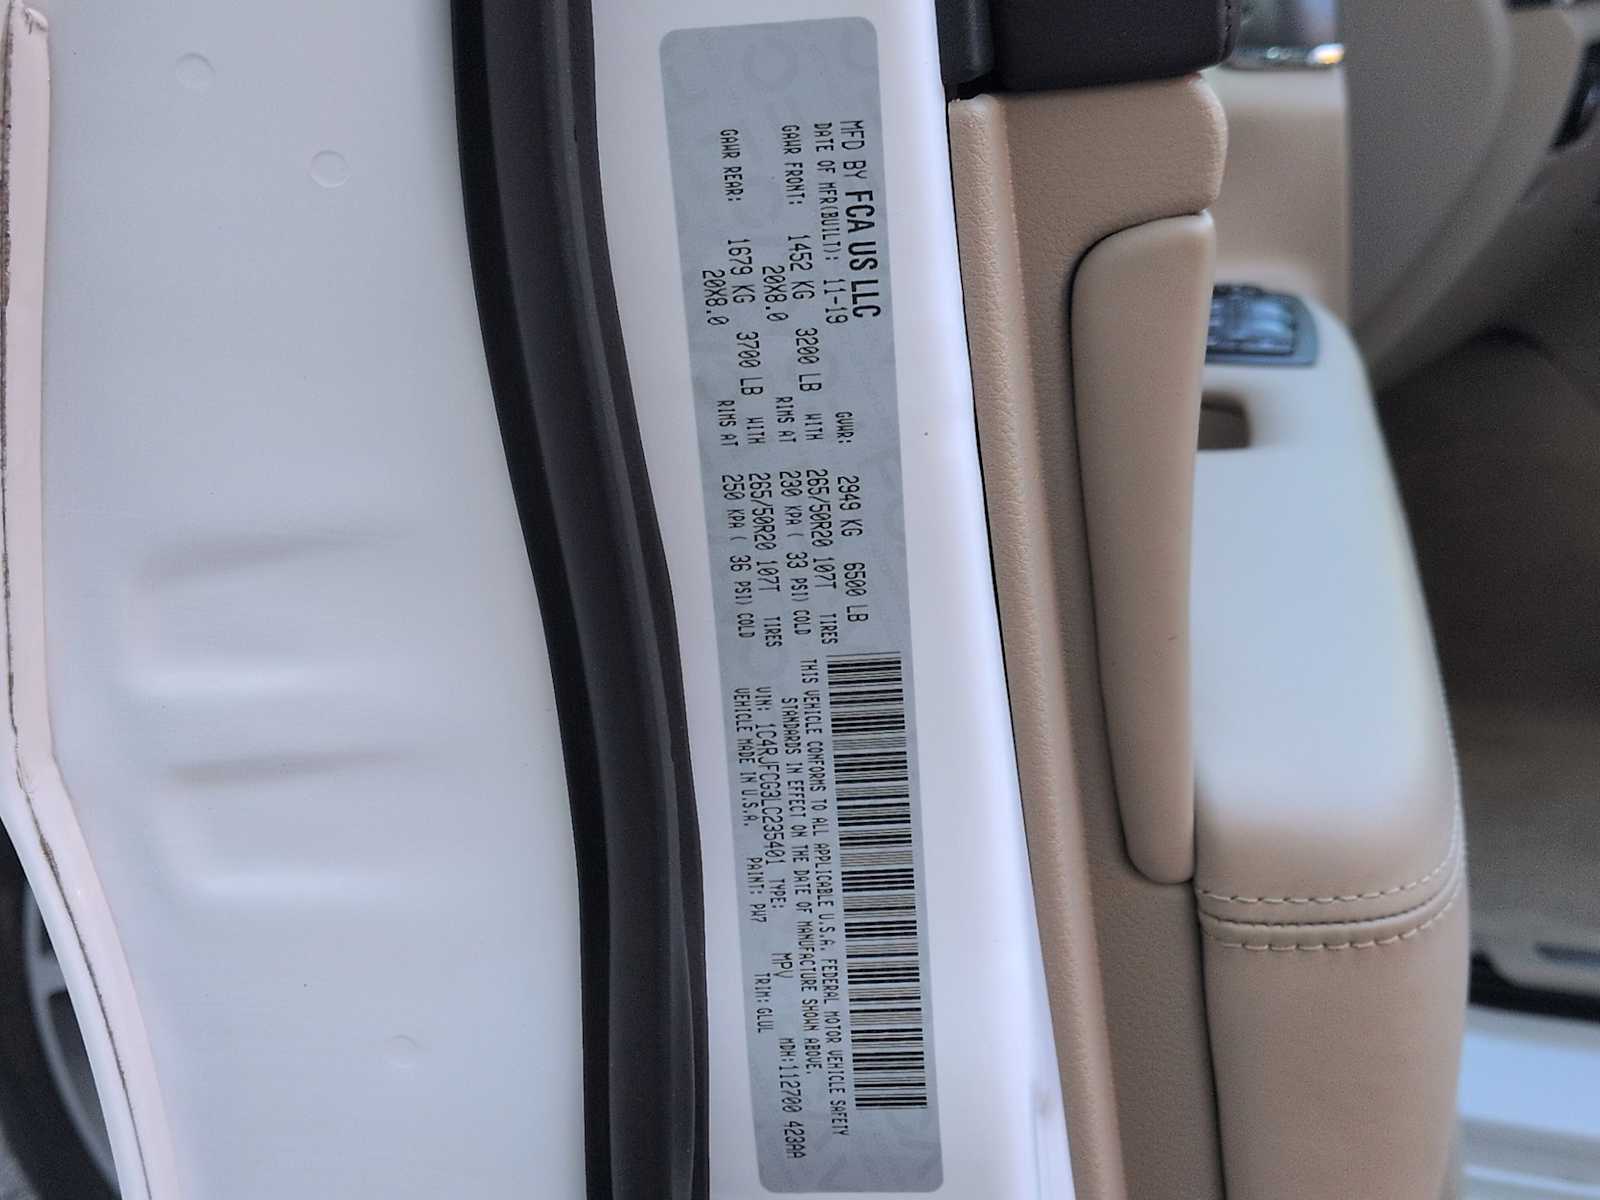 MFD BY FCA US LLC
DATE OF MFR(BUILT): 11-19 GVWR: 2949 KG 6500 LB
GAWR FRONT: 1452 KG 3200 LB WITH 265/50R20 107T TIRES
20X8.0 RIMS AT 230 KPA ( 33 PSI) COLD
GAWR REAR: 1679 KG 3700 LB WITH 265/50R20 107T TIRES
20X8.0 RIMS AT 250 KPA ( 36 PSI) COLD
THIS VEHICLE CONFORMS TO ALL APPLICABLE U.S.A. FEDERAL MOTOR VEHICLE SAFETY
STANDARDS IN EFFECT ON THE DATE OF MANUFACTURE SHOWN ABOVE.
VIN: 1C4RJFCG3LC235401 TYPE: MPV MDH:112700 423AA
VEHICLE MADE IN U.S.A. PAINT: PW7 TRIM: GLUL